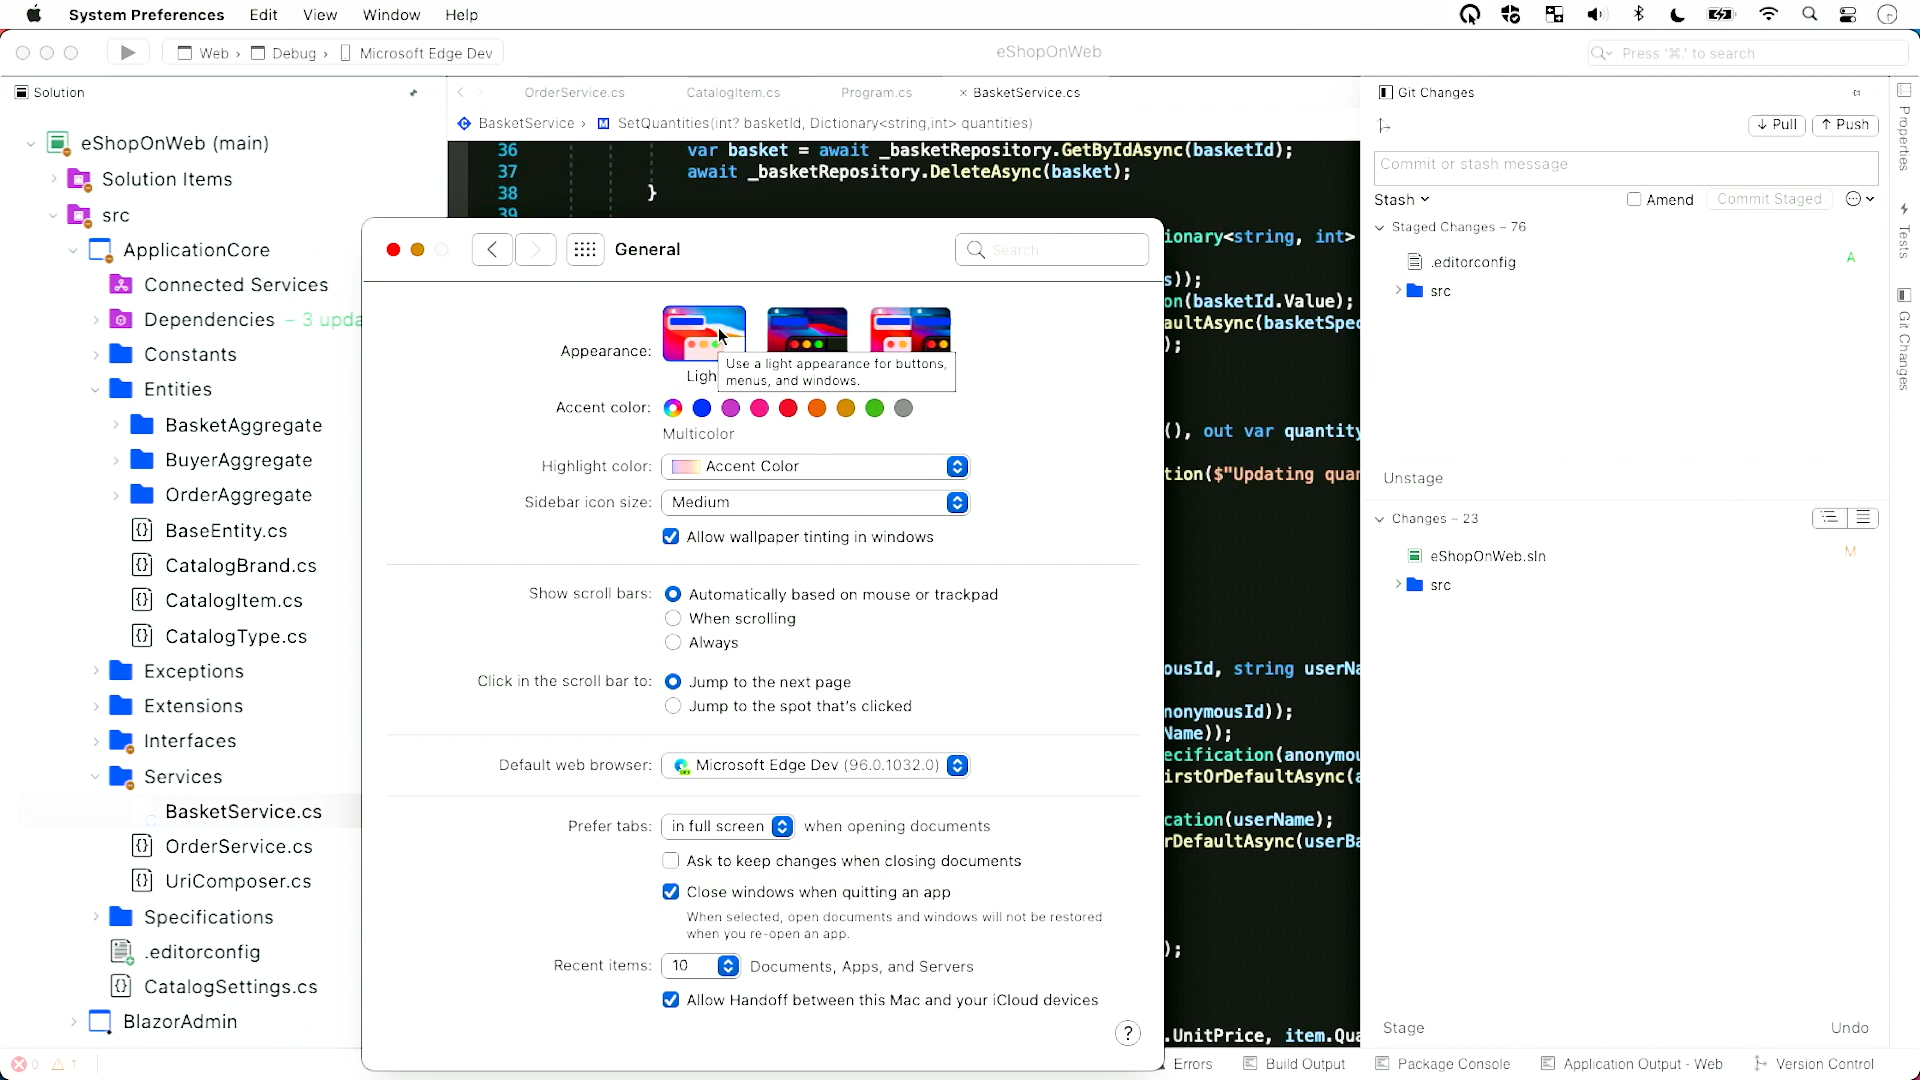 System Preferences Edit View Window Help
Web › Debug › Microsoft Edge Dev
eShopOnWeb
Press '⌘.' to search
Solution
OrderService.cs CatalogItem.cs Program.cs × BasketService.cs
BasketService › SetQuantities(int? basketId, Dictionary<string,int> quantities)
eShopOnWeb (main)
Solution Items
src
ApplicationCore
Connected Services
Dependencies – 3 upda
Constants
Entities
BasketAggregate
BuyerAggregate
OrderAggregate
BaseEntity.cs
CatalogBrand.cs
CatalogItem.cs
CatalogType.cs
Exceptions
Extensions
Interfaces
Services
BasketService.cs
OrderService.cs
UriComposer.cs
Specifications
.editorconfig
CatalogSettings.cs
BlazorAdmin
0 1
36 var basket = await _basketRepository.GetByIdAsync(basketId);
37 await _basketRepository.DeleteAsync(basket);
38 }
39
ionary<string, int>
s));
on(basketId.Value);
aultAsync(basketSpec
);
(), out var quantity
tion($"Updating quan
ousId, string userNa
nonymousId));
Name));
ecification(anonymou
irstOrDefaultAsync(a
cation(userName);
rDefaultAsync(userBa
);
.UnitPrice, item.Qua
General
Search
Appearance:
Ligh
Use a light appearance for buttons,
menus, and windows.
Accent color:
Multicolor
Highlight color: Accent Color
Sidebar icon size: Medium
Allow wallpaper tinting in windows
Show scroll bars: Automatically based on mouse or trackpad
When scrolling
Always
Click in the scroll bar to: Jump to the next page
Jump to the spot that's clicked
Default web browser: Microsoft Edge Dev (96.0.1032.0)
Prefer tabs: in full screen when opening documents
Ask to keep changes when closing documents
Close windows when quitting an app
When selected, open documents and windows will not be restored
when you re-open an app.
Recent items: 10 Documents, Apps, and Servers
Allow Handoff between this Mac and your iCloud devices
?
Git Changes
Pull Push
Commit or stash message
Stash Amend Commit Staged
Staged Changes – 76
.editorconfig A
src
Unstage
Changes – 23
eShopOnWeb.sln M
src
Stage Undo
Properties
Tests
Git Changes
Errors Build Output Package Console Application Output - Web Version Control